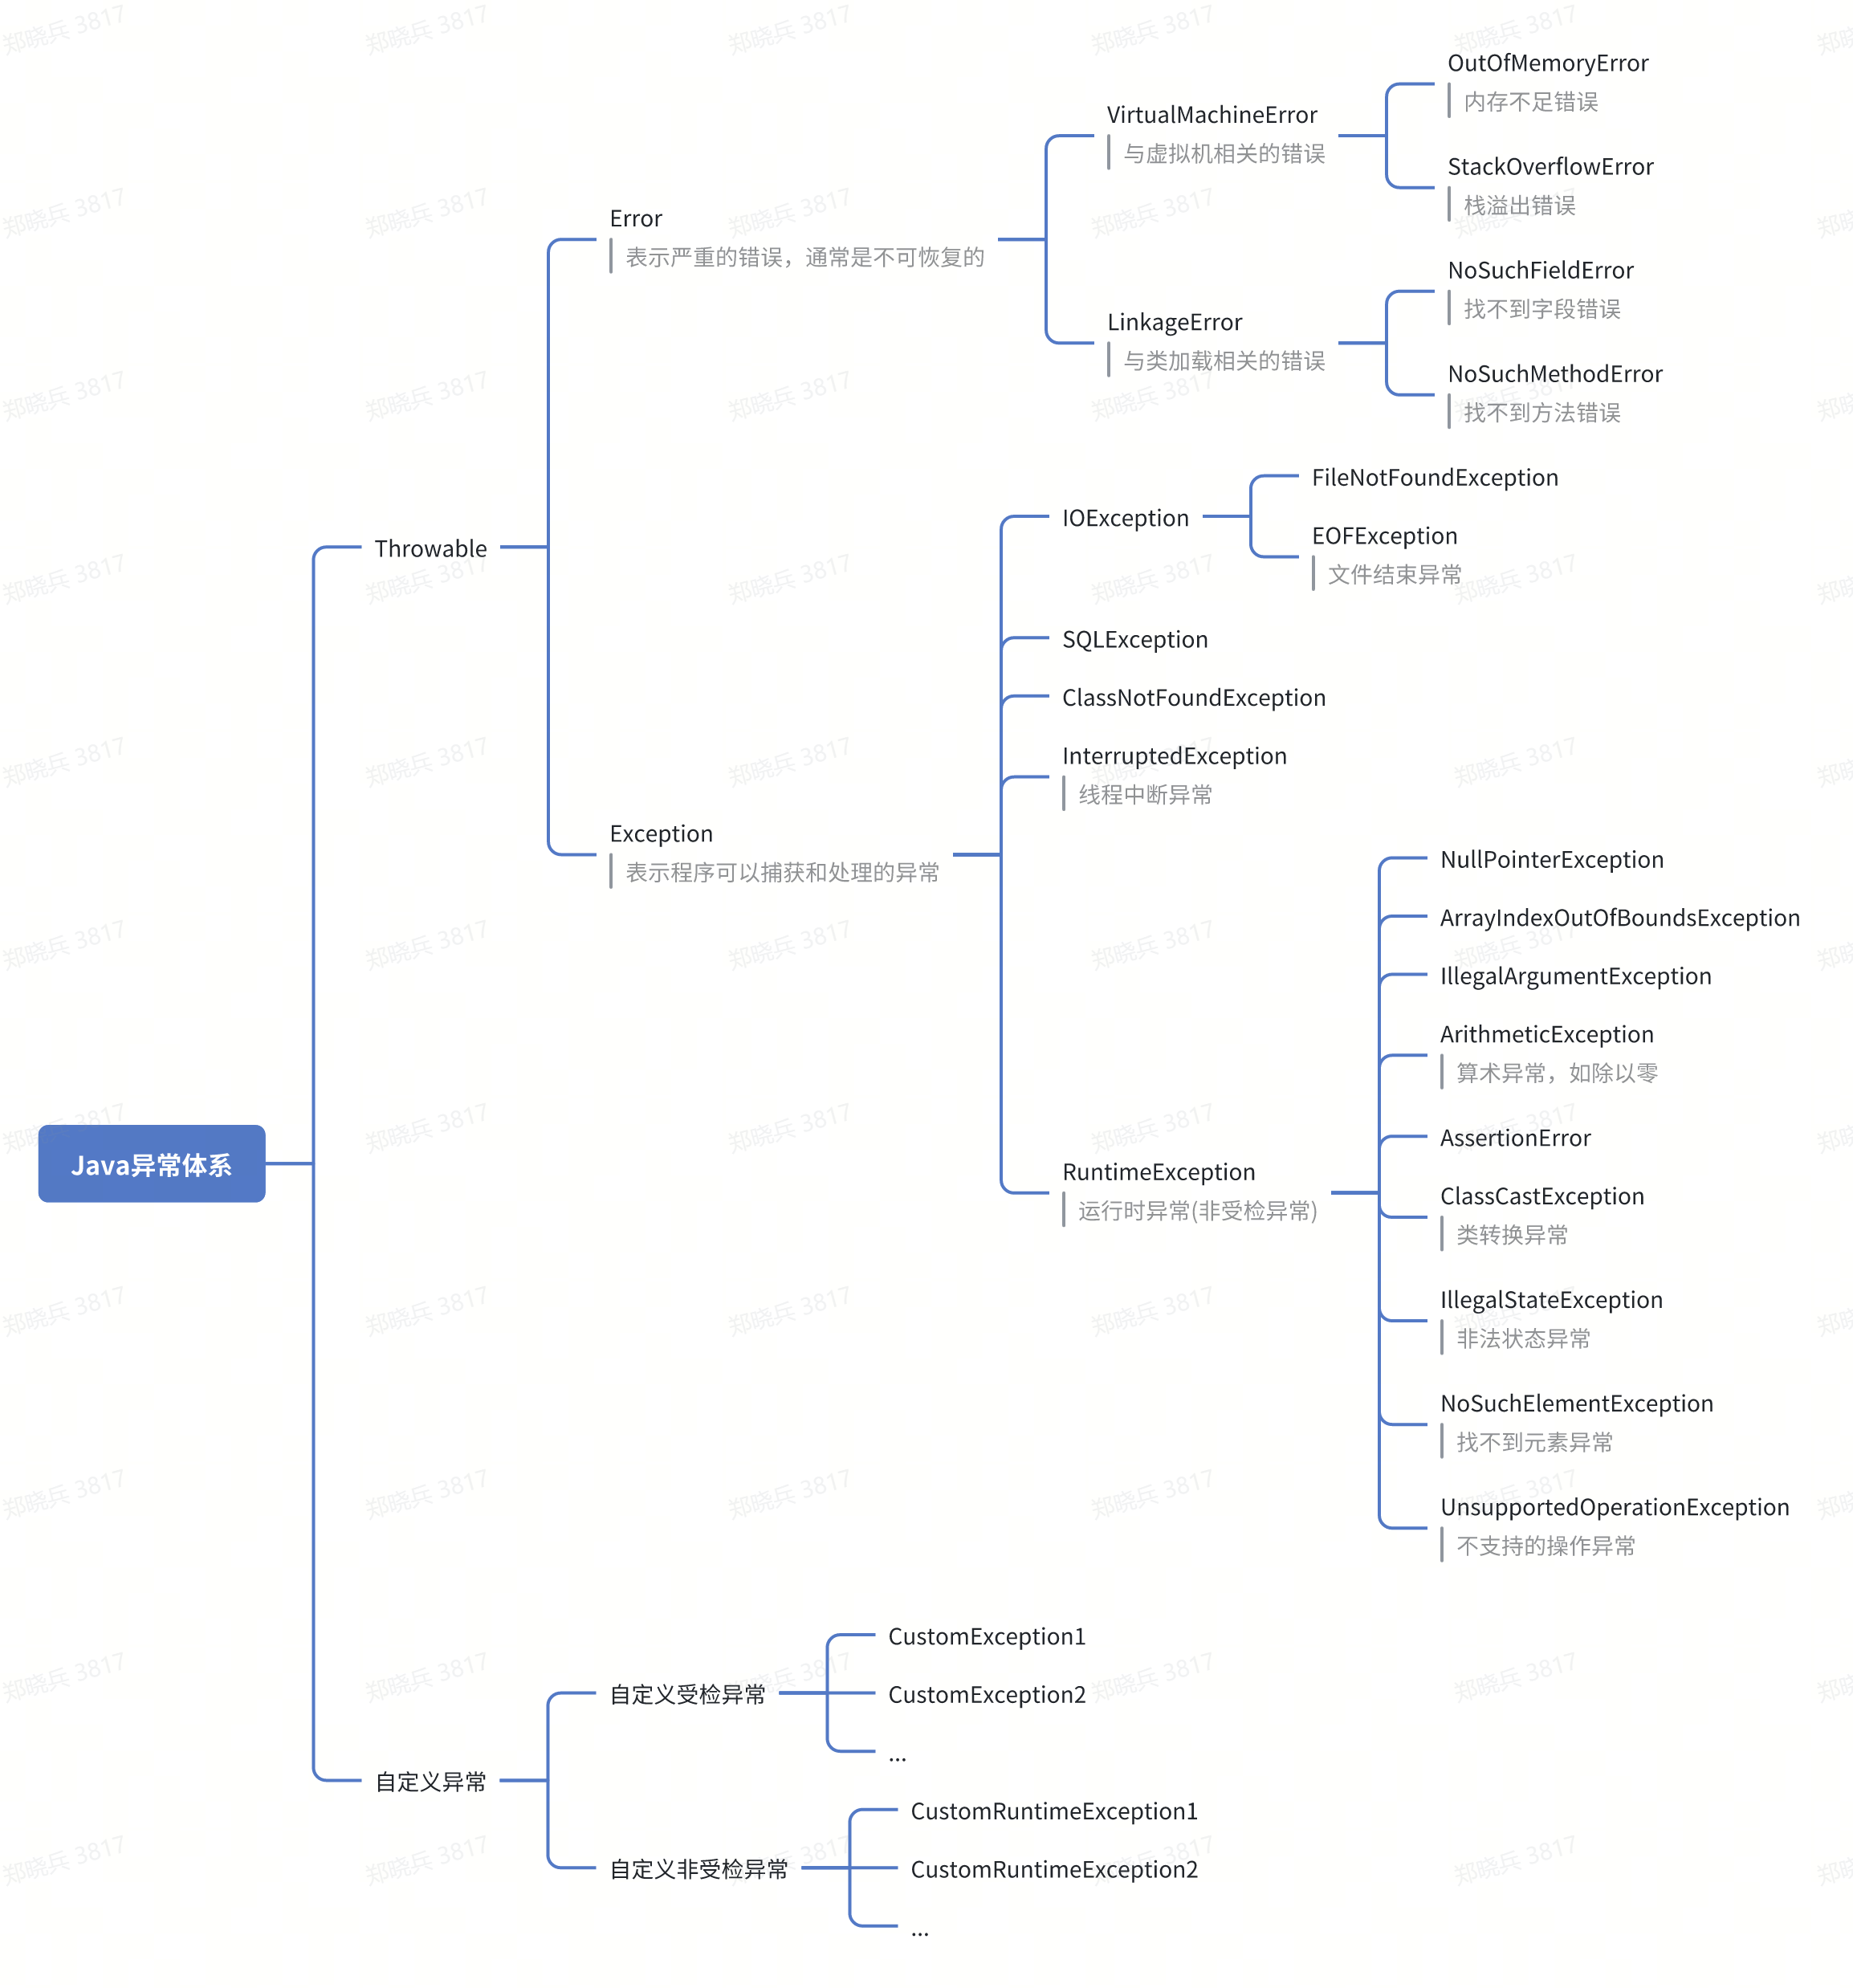 Java异常体系
Throwable
Error
表示严重的错误，通常是不可恢复的
VirtualMachineError
与虚拟机相关的错误
OutOfMemoryError
内存不足错误
StackOverflowError
栈溢出错误
LinkageError
与类加载相关的错误
NoSuchFieldError
找不到字段错误
NoSuchMethodError
找不到方法错误
Exception
表示程序可以捕获和处理的异常
IOException
FileNotFoundException
EOFException
文件结束异常
SQLException
ClassNotFoundException
InterruptedException
线程中断异常
RuntimeException
运行时异常(非受检异常)
NullPointerException
ArrayIndexOutOfBoundsException
IllegalArgumentException
ArithmeticException
算术异常，如除以零
AssertionError
ClassCastException
类转换异常
IllegalStateException
非法状态异常
NoSuchElementException
找不到元素异常
UnsupportedOperationException
不支持的操作异常
自定义异常
自定义受检异常
CustomException1
CustomException2
...
自定义非受检异常
CustomRuntimeException1
CustomRuntimeException2
...
郑晓兵 3817